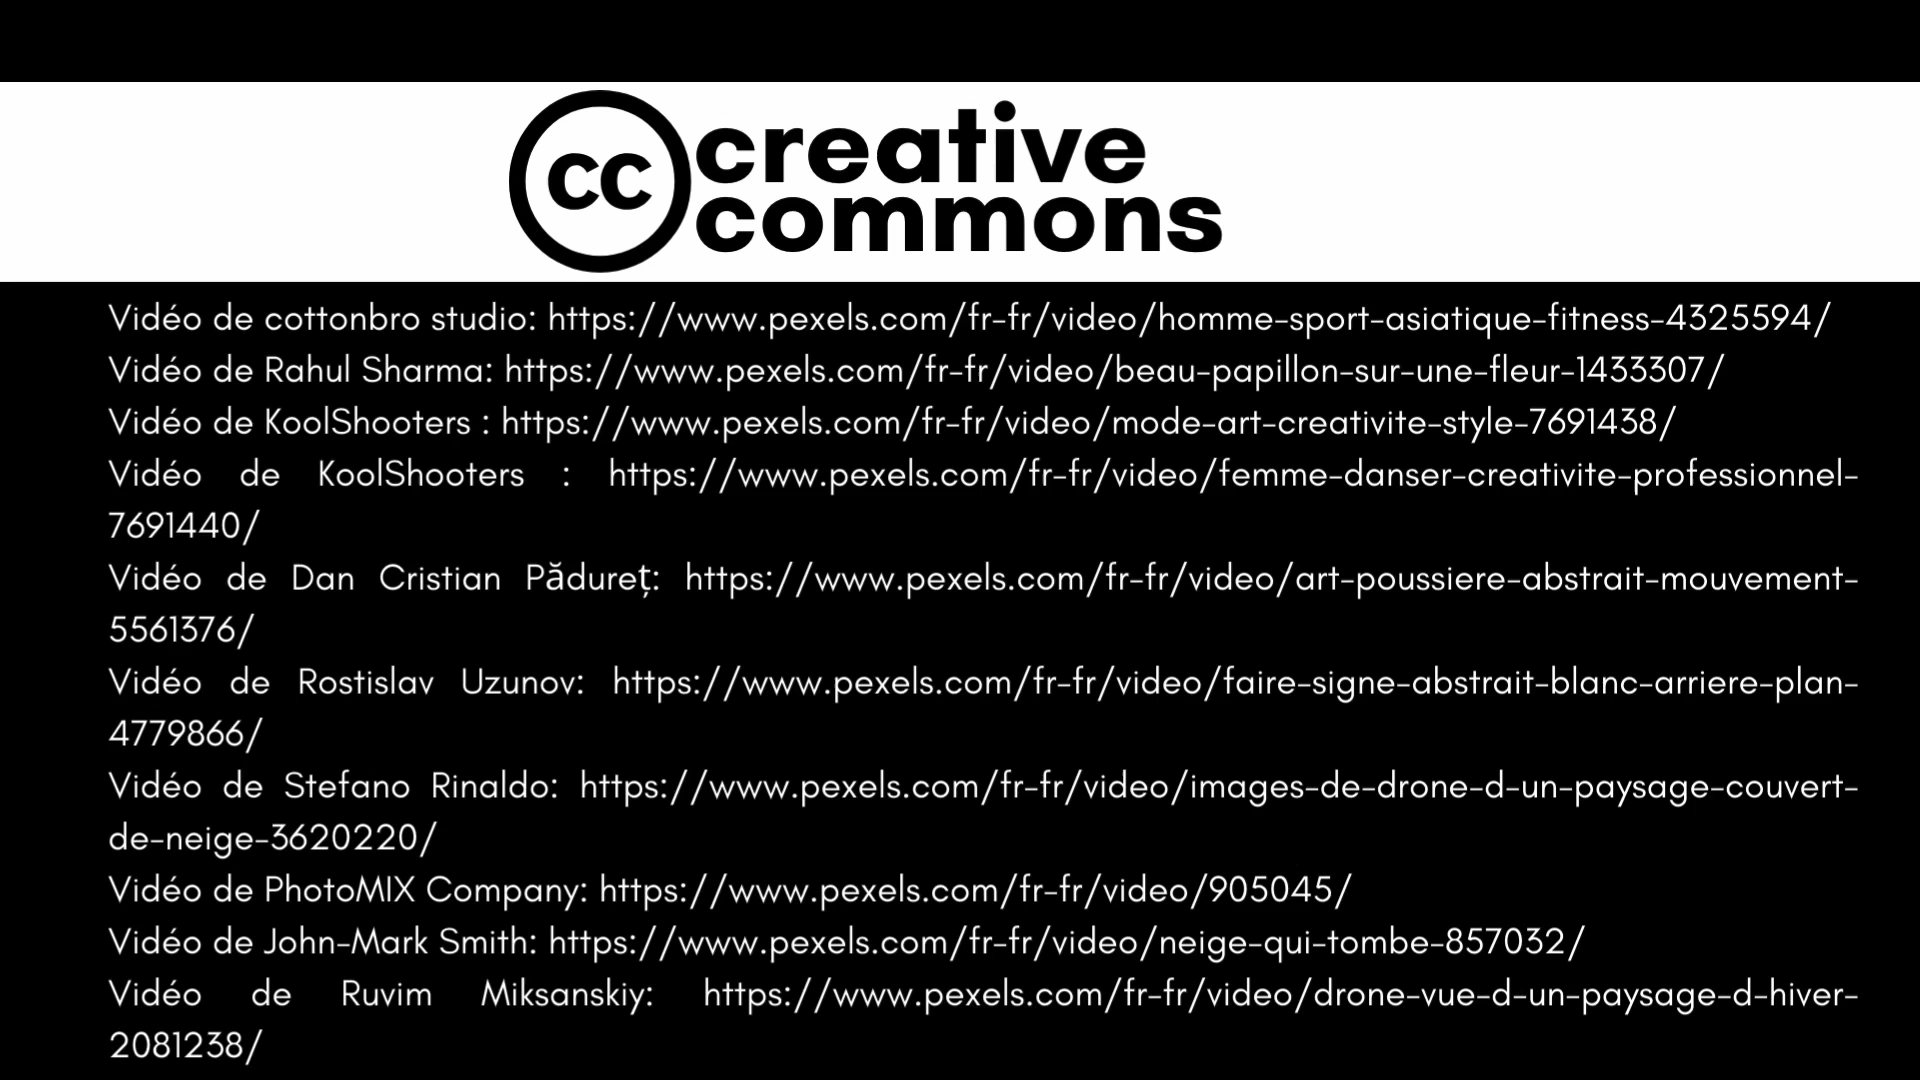 cc creative
commons
Vidéo de cottonbro studio: https://www.pexels.com/fr-fr/video/homme-sport-asiatique-fitness-4325594/
Vidéo de Rahul Sharma: https://www.pexels.com/fr-fr/video/beau-papillon-sur-une-fleur-1433307/
Vidéo de KoolShooters : https://www.pexels.com/fr-fr/video/mode-art-creativite-style-7691438/
Vidéo de KoolShooters : https://www.pexels.com/fr-fr/video/femme-danser-creativite-professionnel-
7691440/
Vidéo de Dan Cristian Pădureț: https://www.pexels.com/fr-fr/video/art-poussiere-abstrait-mouvement-
5561376/
Vidéo de Rostislav Uzunov: https://www.pexels.com/fr-fr/video/faire-signe-abstrait-blanc-arriere-plan-
4779866/
Vidéo de Stefano Rinaldo: https://www.pexels.com/fr-fr/video/images-de-drone-d-un-paysage-couvert-
de-neige-3620220/
Vidéo de PhotoMIX Company: https://www.pexels.com/fr-fr/video/905045/
Vidéo de John-Mark Smith: https://www.pexels.com/fr-fr/video/neige-qui-tombe-857032/
Vidéo de Ruvim Miksanskiy: https://www.pexels.com/fr-fr/video/drone-vue-d-un-paysage-d-hiver-
2081238/